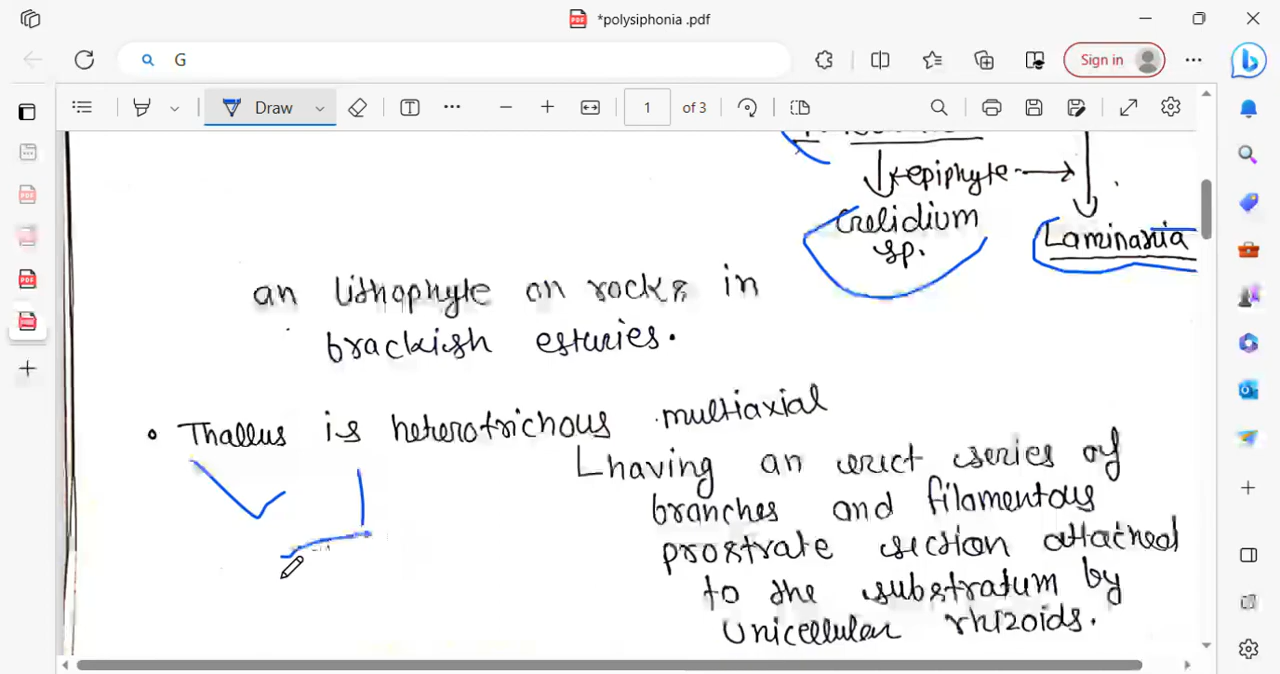 *polysiphonia .pdf
G
Sign in
Draw
1 of 3
epiphyte
Gelidium
sp.
Laminaria
an lithophyte on rocks in
brackish esturies.
• Thallus is heterotrichous multiaxial
having an erict series of
branches and filamentous
prostrate section attached
to the substratum by
Unicellular rhizoids.